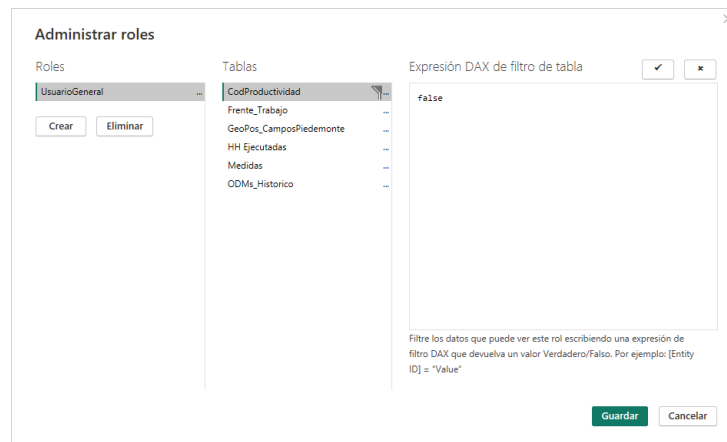 Administrar roles
Roles
UsuarioGeneral ...
Crear Eliminar
Tablas
CodProductividad ...
Frente_Trabajo ...
GeoPos_CamposPiedemonte ...
HH Ejecutadas ...
Medidas ...
ODMs_Historico ...
Expresión DAX de filtro de tabla
false
Filtre los datos que puede ver este rol escribiendo una expresión de
filtro DAX que devuelva un valor Verdadero/Falso. Por ejemplo: [Entity
ID] = "Value"
Guardar Cancelar